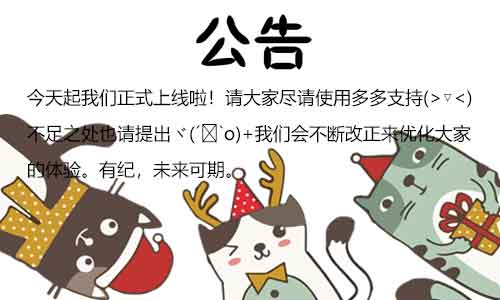 公告
今天起我们正式上线啦！请大家尽请使用多多支持(>▽<)
不足之处也请提出ヾ(´▯`o)+我们会不断改正来优化大家
的体验。有纪，未来可期。